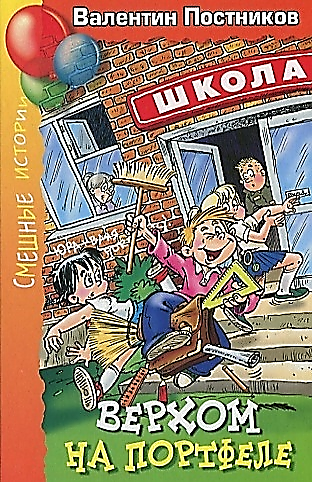 Валентин Постников
Смешные истории
ШКОЛА
ВЕРХОМ
НА ПОРТФЕЛЕ